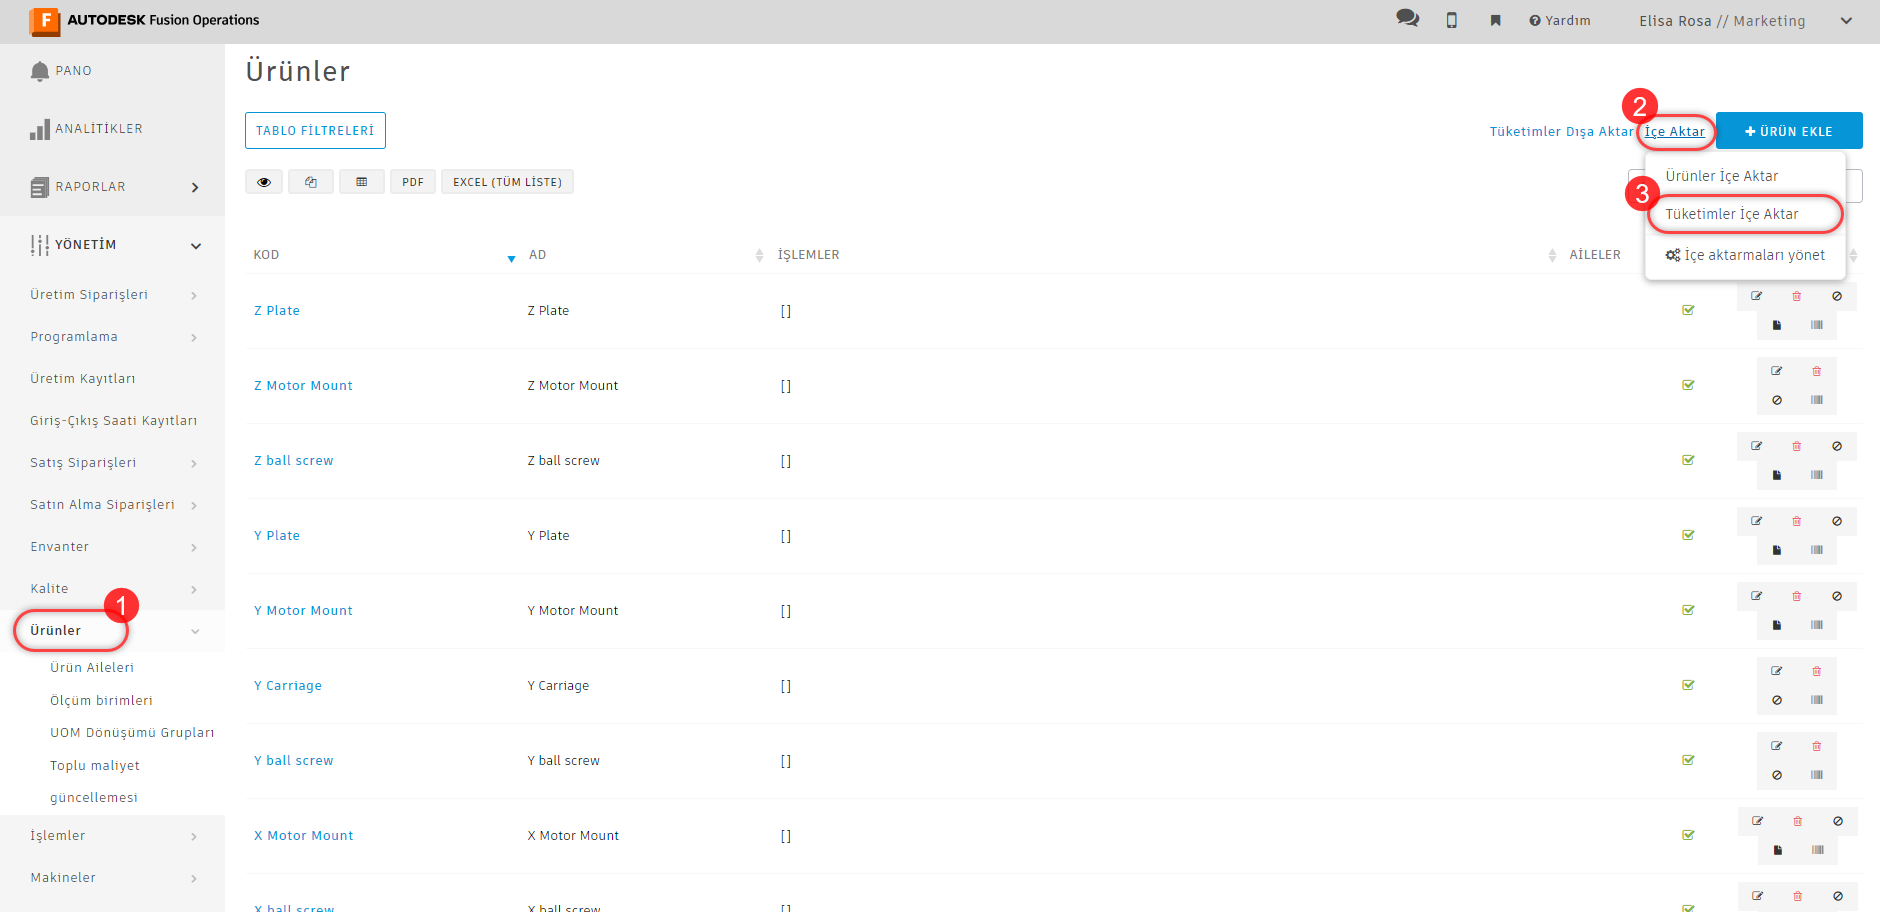 F AUTODESK Fusion Operations
Yardım
Elisa Rosa // Marketing
PANO
ANALİTİKLER
RAPORLAR
YÖNETİM
Üretim Siparişleri
Programlama
Üretim Kayıtları
Giriş-Çıkış Saati Kayıtları
Satış Siparişleri
Satın Alma Siparişleri
Envanter
Kalite
1
Ürünler
Ürün Aileleri
Ölçüm birimleri
UOM Dönüşümü Grupları
Toplu maliyet
güncellemesi
İşlemler
Makineler
Ürünler
TABLO FİLTRELERİ
Tüketimler Dışa Aktar
2
İçe Aktar
+ ÜRÜN EKLE
Ürünler İçe Aktar
3
Tüketimler İçe Aktar
İçe aktarmaları yönet
PDF
EXCEL (TÜM LİSTE)
KOD AD İŞLEMLER AİLELER
Z Plate Z Plate []
Z Motor Mount Z Motor Mount []
Z ball screw Z ball screw []
Y Plate Y Plate []
Y Motor Mount Y Motor Mount []
Y Carriage Y Carriage []
Y ball screw Y ball screw []
X Motor Mount X Motor Mount []
X ball screw X ball screw []